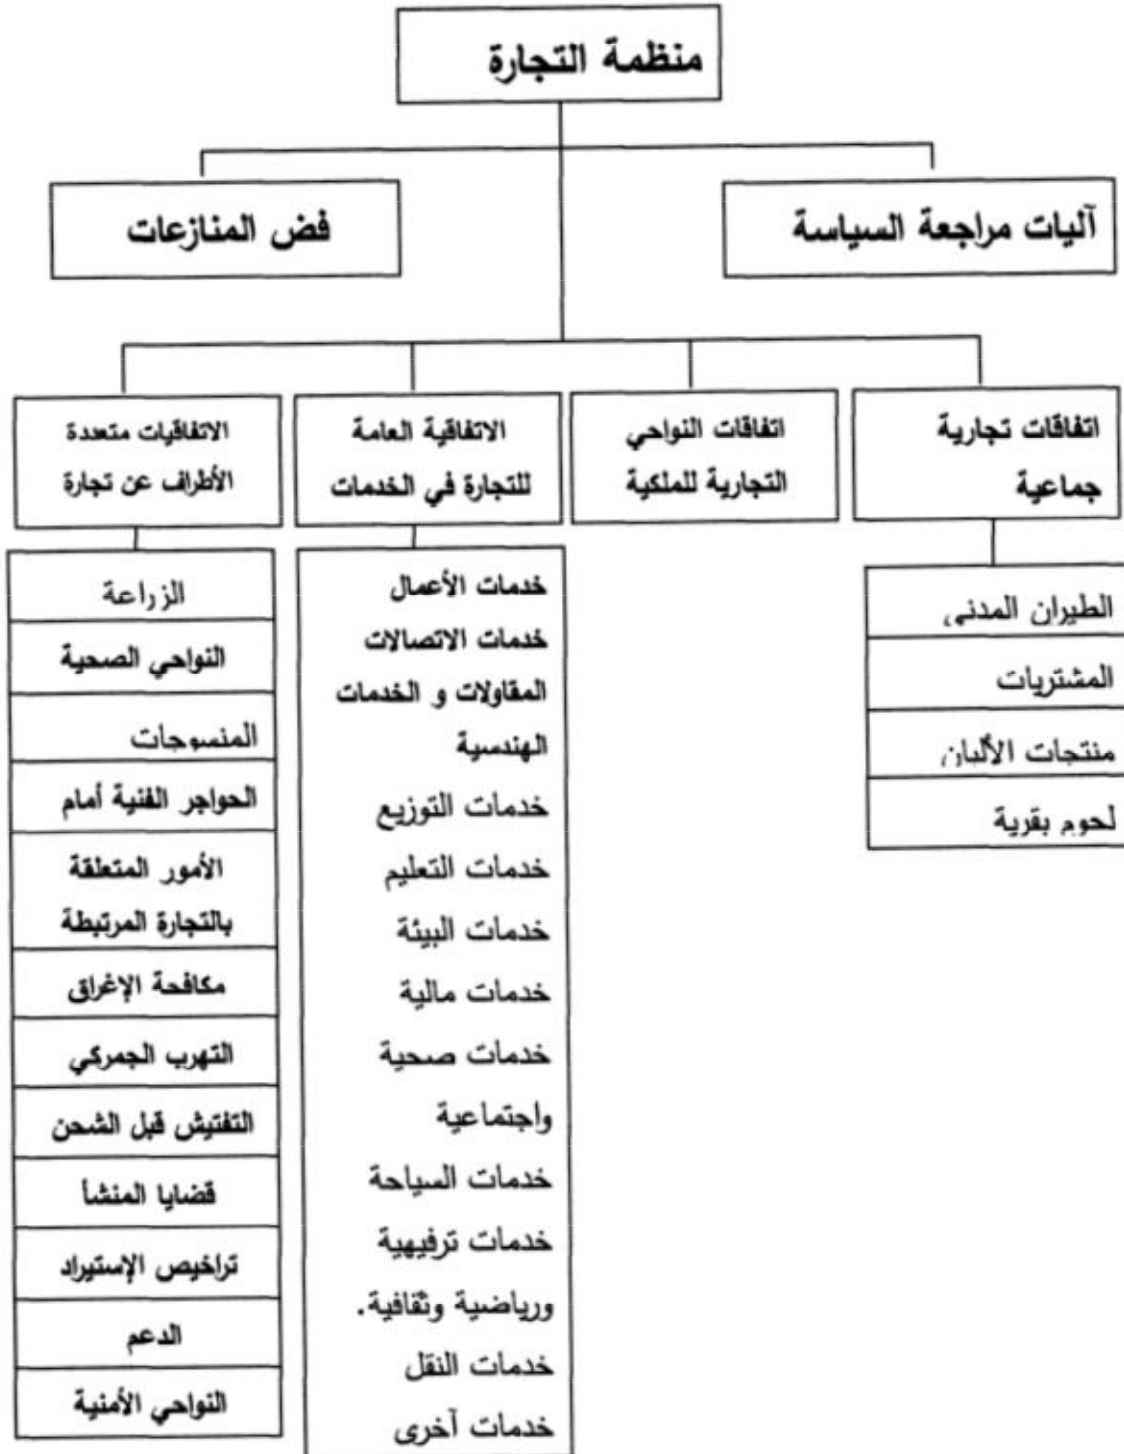 منظمة التجارة
آليات مراجعة السياسة
فض المنازعات
اتفاقات تجارية
جماعية
اتفاقات النواحي
التجارية للملكية
الاتفاقية العامة
للتجارة في الخدمات
الاتفاقيات متعددة
الأطراف عن تجارة
الطيران المدني
المشتريات
منتجات الألبان
لحوم بقرية
خدمات الأعمال
خدمات الاتصالات
المقاولات و الخدمات
الهندسية
خدمات التوزيع
خدمات التعليم
خدمات البيئة
خدمات مالية
خدمات صحية
واجتماعية
خدمات السياحة
خدمات ترفيهية
ورياضية وثقافية.
خدمات النقل
خدمات آخرى
الزراعة
النواحي الصحية
المنسوجات
الحواجر الفنية أمام
الأمور المتعلقة
بالتجارة المرتبطة
مكافحة الإغراق
التهرب الجمركي
التفتيش قبل الشحن
قضايا المنشأ
تراخيص الإستيراد
الدعم
النواحي الأمنية